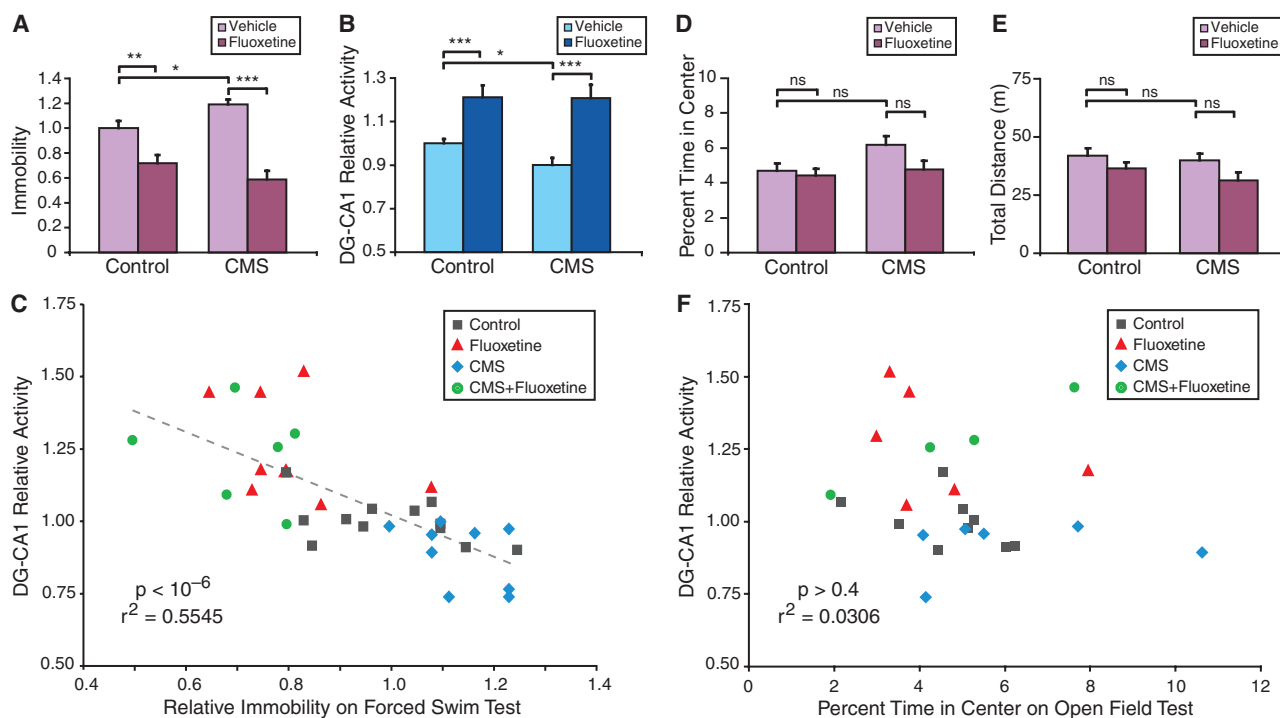 A
Vehicle
Fluoxetine
Immobility
1.4
1.2
1.0
0.8
0.6
0.4
0.2
0
**
*
***
Control
CMS
B
Vehicle
Fluoxetine
DG-CA1 Relative Activity
1.3
1.1
0.9
0.7
0.5
***
*
***
Control
CMS
D
Vehicle
Fluoxetine
Percent Time in Center
10
8
6
4
2
0
ns
ns
ns
Control
CMS
E
Vehicle
Fluoxetine
Total Distance (m)
75
50
25
0
ns
ns
ns
Control
CMS
C
DG-CA1 Relative Activity
1.75
1.50
1.25
1.00
0.75
0.50
Control
Fluoxetine
CMS
CMS+Fluoxetine
p < 10⁻⁶
r² = 0.5545
0.4 0.6 0.8 1.0 1.2 1.4
Relative Immobility on Forced Swim Test
F
DG-CA1 Relative Activity
1.75
1.50
1.25
1.00
0.75
0.50
Control
Fluoxetine
CMS
CMS+Fluoxetine
p > 0.4
r² = 0.0306
0 2 4 6 8 10 12
Percent Time in Center on Open Field Test